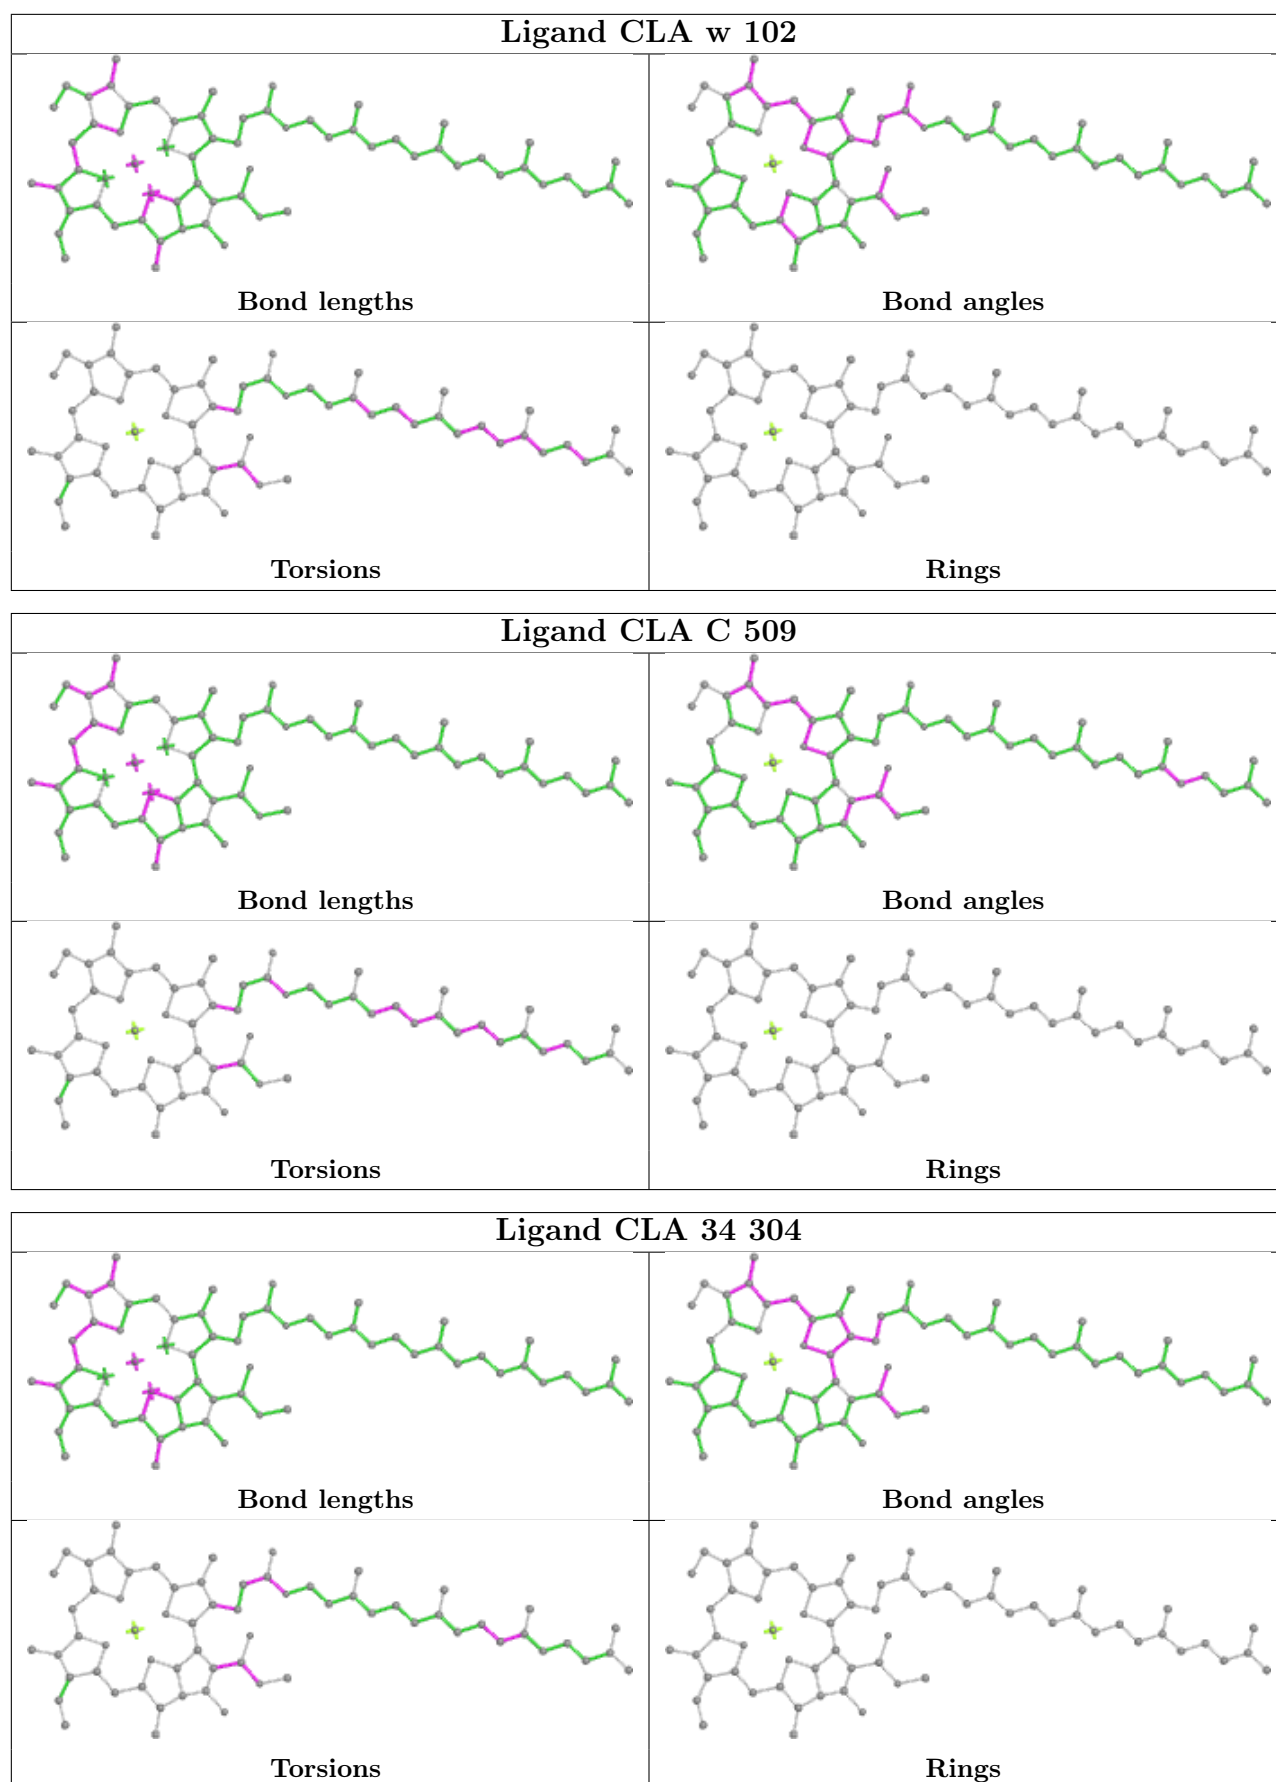 Ligand CLA w 102
Bond lengths
Bond angles
Torsions
Rings
Ligand CLA C 509
Bond lengths
Bond angles
Torsions
Rings
Ligand CLA 34 304
Bond lengths
Bond angles
Torsions
Rings